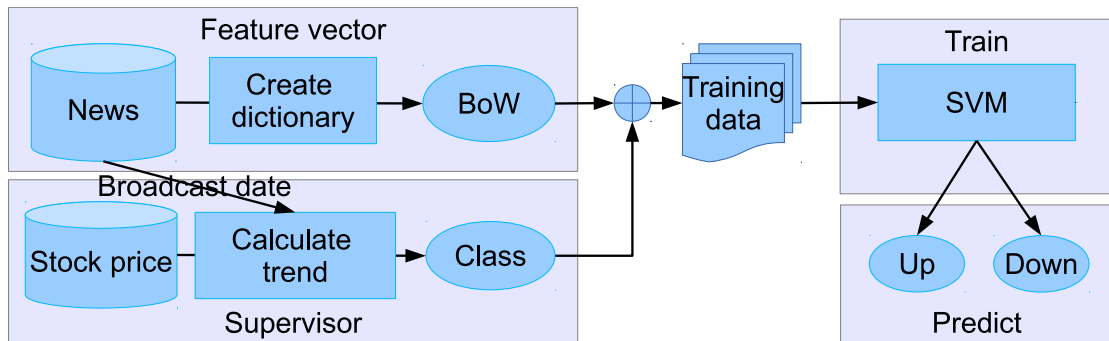 Feature vector
News
Create
dictionary
BoW
Broadcast date
Stock price
Calculate
trend
Class
Supervisor
Training
data
Train
SVM
Up
Down
Predict